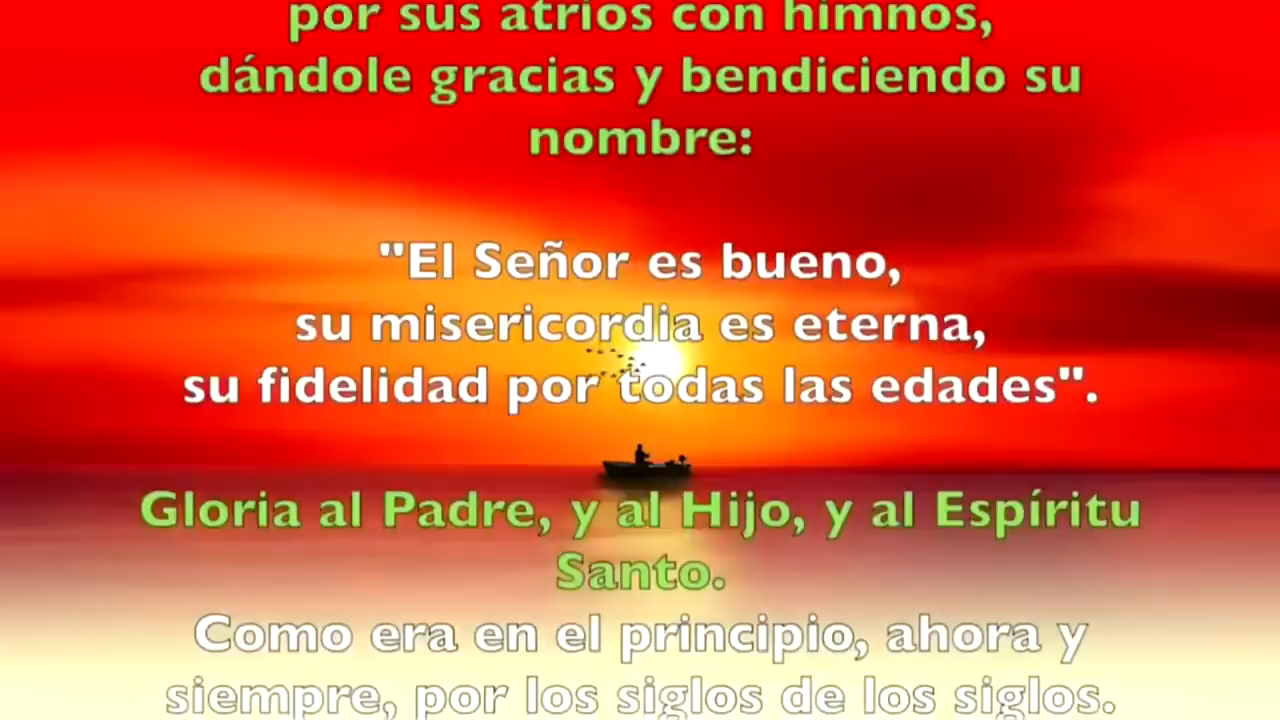 por sus atrios con himnos,
dándole gracias y bendiciendo su
nombre:
"El Señor es bueno,
su misericordia es eterna,
su fidelidad por todas las edades".
Gloria al Padre, y al Hijo, y al Espíritu
Santo.
Como era en el principio, ahora y
siempre, por los siglos de los siglos.